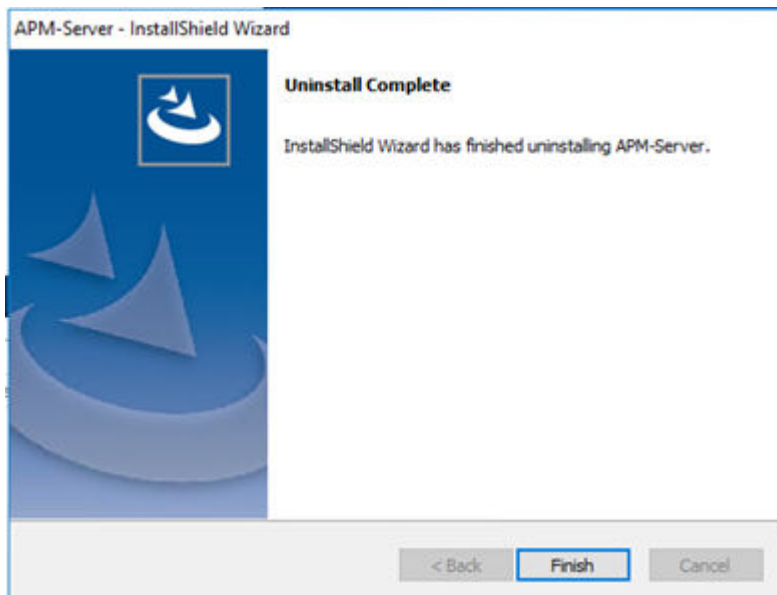 APM-Server - InstallShield Wizard
Uninstall Complete
InstallShield Wizard has finished uninstalling APM-Server.
< Back
Finish
Cancel